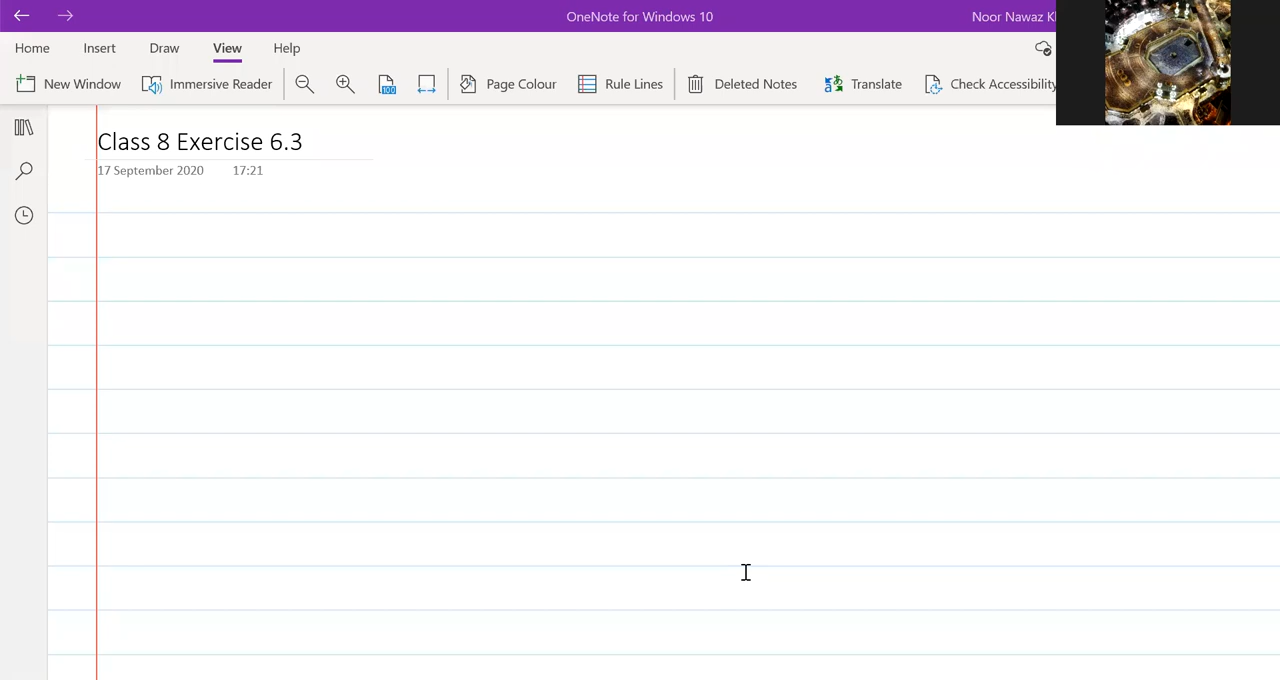 OneNote for Windows 10
Noor Nawaz
Home Insert Draw View Help
New Window Immersive Reader 100 Page Colour Rule Lines Deleted Notes Translate Check Accessibility
Class 8 Exercise 6.3
17 September 2020 17:21